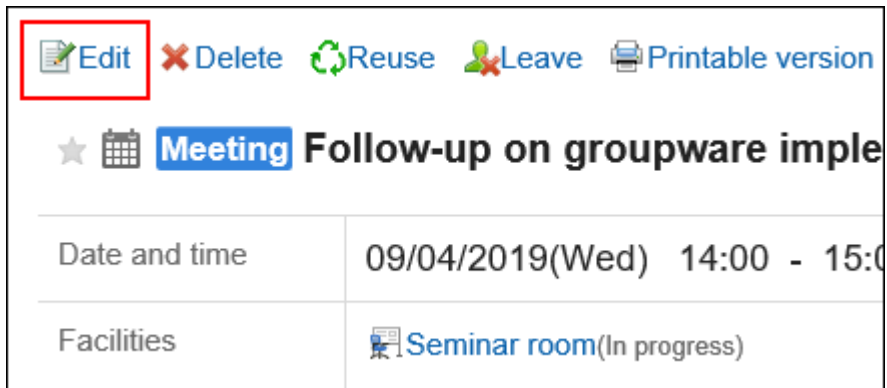 Edit Delete Reuse Leave Printable version
Meeting Follow-up on groupware imple
Date and time 09/04/2019(Wed) 14:00 - 15:0
Facilities Seminar room(In progress)